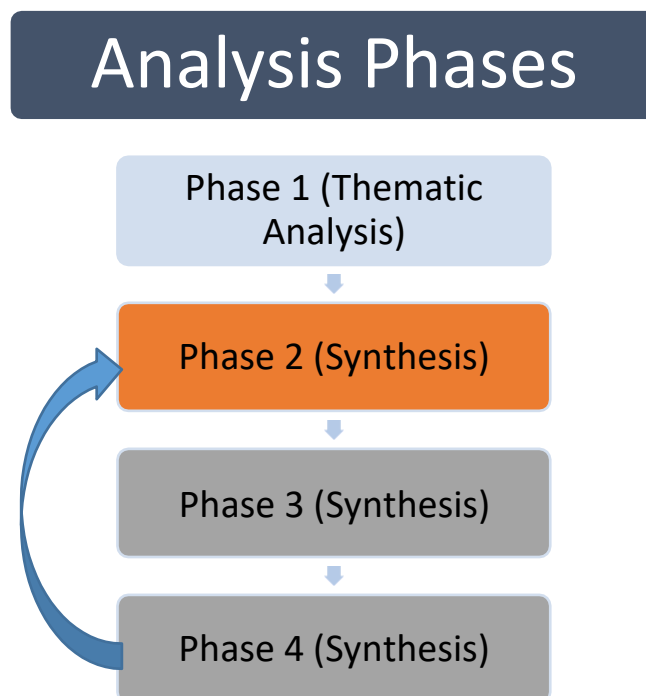 Analysis Phases
Phase 1 (Thematic
Analysis)
Phase 2 (Synthesis)
Phase 3 (Synthesis)
Phase 4 (Synthesis)